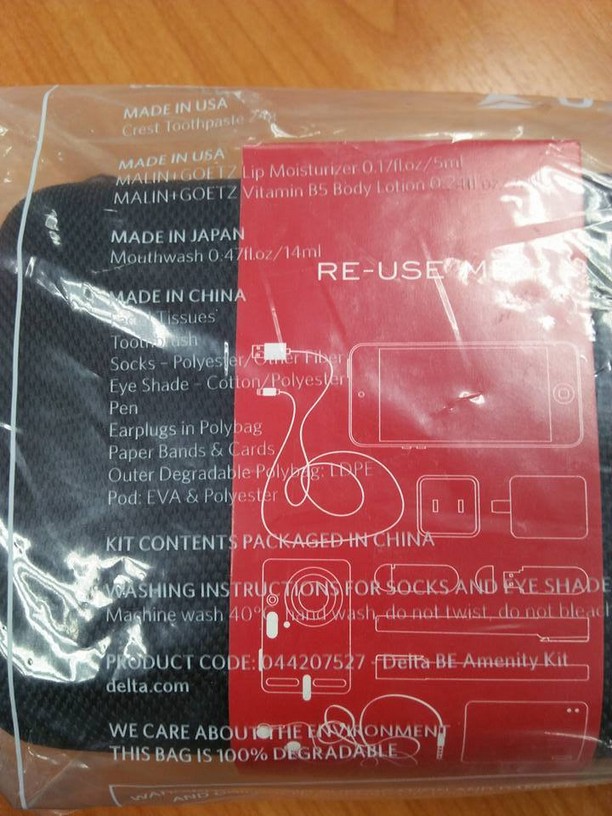 MADE IN USA
Crest Toothpaste
MADE IN USA
MALIN+GOETZ Lip Moisturizer 0.17fl.oz/5ml
MALIN+GOETZ Vitamin B5 Body Lotion
MADE IN JAPAN
Mouthwash 0.47fl.oz/14ml
RE-USE ME
MADE IN CHINA
Tissues
Toothbrush
Socks – Polyester/Other Fiber
Eye Shade – Cotton/Polyester
Pen
Earplugs in Polybag
Paper Bands & Cards
Outer Degradable Polybag: LDPE
Pod: EVA & Polyester
KIT CONTENTS PACKAGED IN CHINA
WASHING INSTRUCTIONS FOR SOCKS AND EYE SHADE
Machine wash 40° hand wash, do not twist, do not bleac
PRODUCT CODE: 044207527 - Delta BE Amenity Kit
delta.com
WE CARE ABOUT THE ENVIRONMENT
THIS BAG IS 100% DEGRADABLE